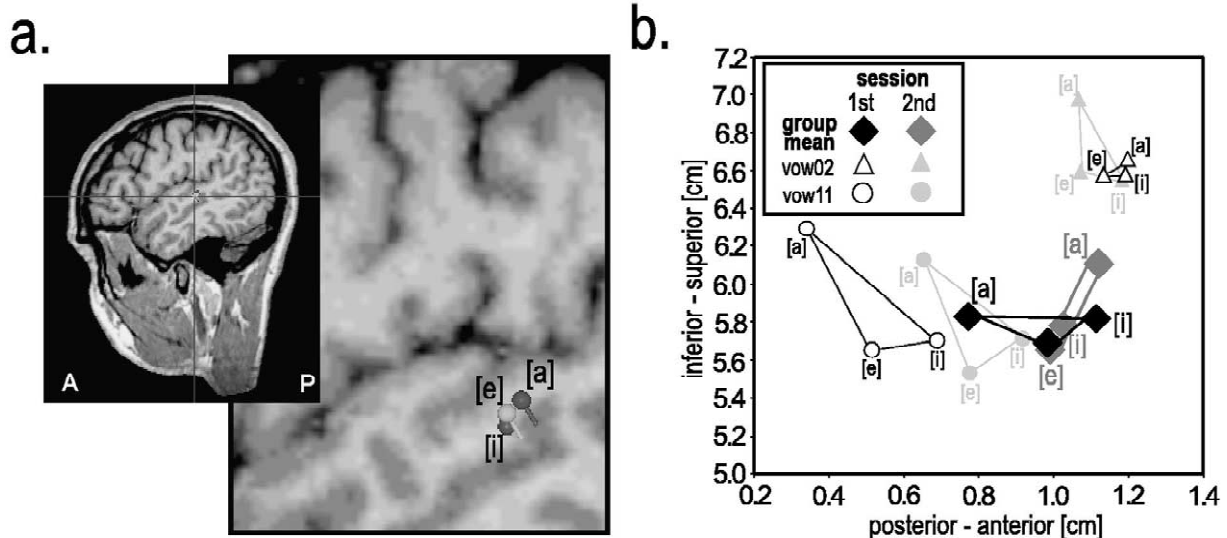 a.
A
P
[e] [a]
[i]
b.
session
1st 2nd
group
mean
vow02
vow11
inferior - superior [cm]
7.2
7.0
6.8
6.6
6.4
6.2
6.0
5.8
5.6
5.4
5.2
5.0
0.2 0.4 0.6 0.8 1.0 1.2 1.4
posterior - anterior [cm]
[a]
[e]
[i]
[a]
[e]
[i]
[a]
[e]
[i]
[a]
[e]
[i]
[a]
[i]
[a]
[i]
[e]